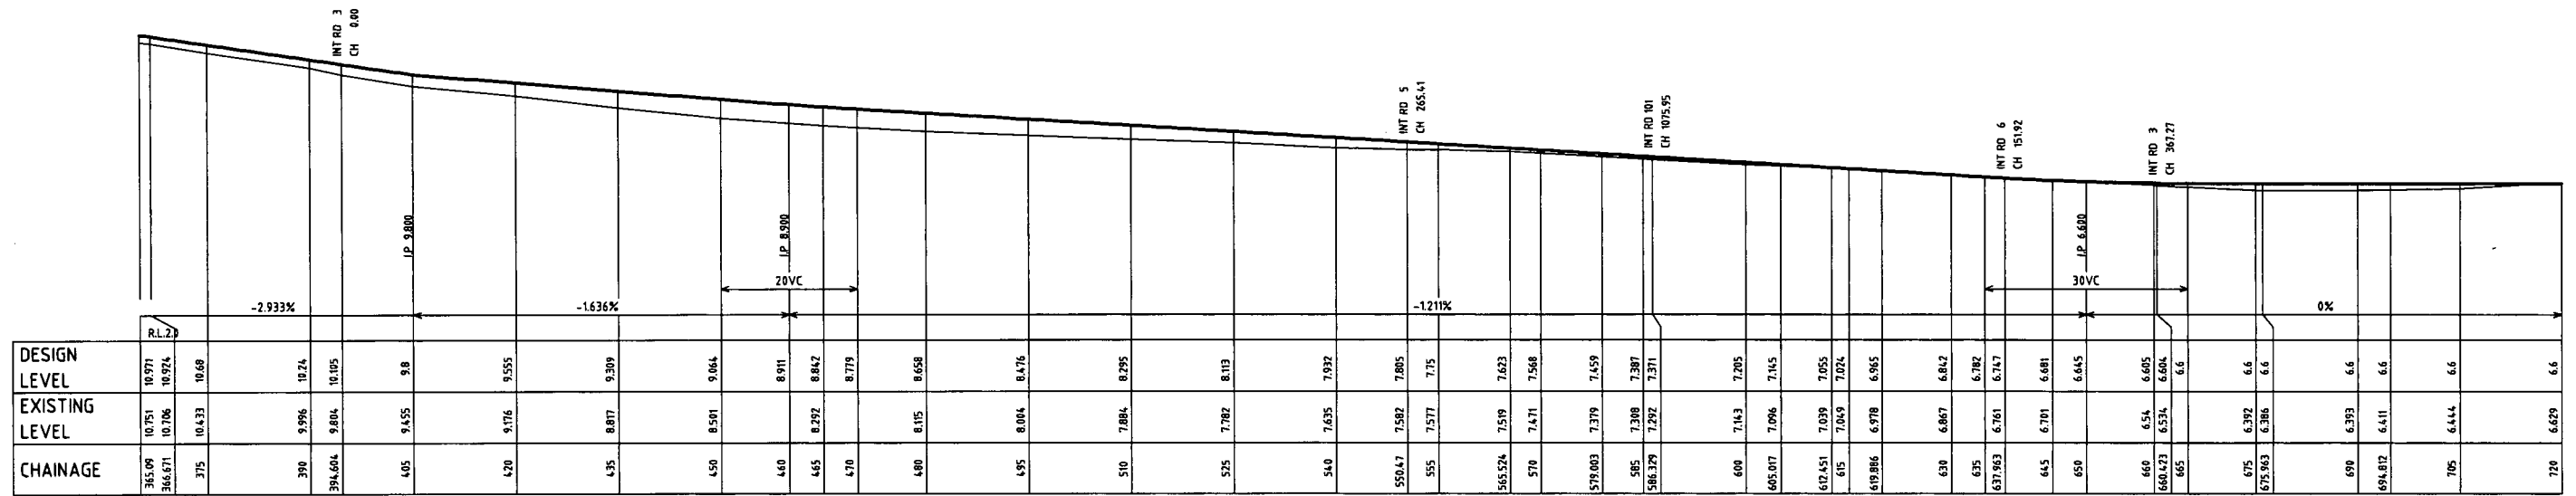 INT RD 3
CH 0.00
INT RD 5
CH 265.41
INT RD 101
CH 1075.95
INT RD 6
CH 151.92
INT RD 3
CH 367.27
I.P 9.800
I.P 8.900
I.P 6.600
20VC
30VC
-2.933%
-1.636%
-1.211%
0%
R.L.2.0
DESIGN LEVEL 10.971 10.924 10.68 10.24 10.105 9.8 9.555 9.309 9.064 8.911 8.842 8.779 8.658 8.476 8.295 8.113 7.932 7.805 7.75 7.623 7.568 7.459 7.387 7.371 7.205 7.145 7.055 7.024 6.965 6.842 6.782 6.747 6.681 6.645 6.605 6.604 6.6 6.6 6.6 6.6 6.6 6.6 6.6
EXISTING LEVEL 10.751 10.706 10.433 9.996 9.804 9.455 9.176 8.817 8.501 8.292 8.115 8.004 7.884 7.782 7.635 7.582 7.577 7.519 7.471 7.379 7.308 7.292 7.143 7.096 7.039 7.049 6.978 6.867 6.761 6.701 6.54 6.534 6.392 6.386 6.393 6.411 6.444 6.629
CHAINAGE 365.09 366.671 375 390 394.604 405 420 435 450 460 465 470 480 495 510 525 540 550.47 555 565.524 570 579.003 585 586.329 600 605.017 612.451 615 619.886 630 635 637.963 645 650 660 660.423 665 675 675.963 690 694.812 705 720